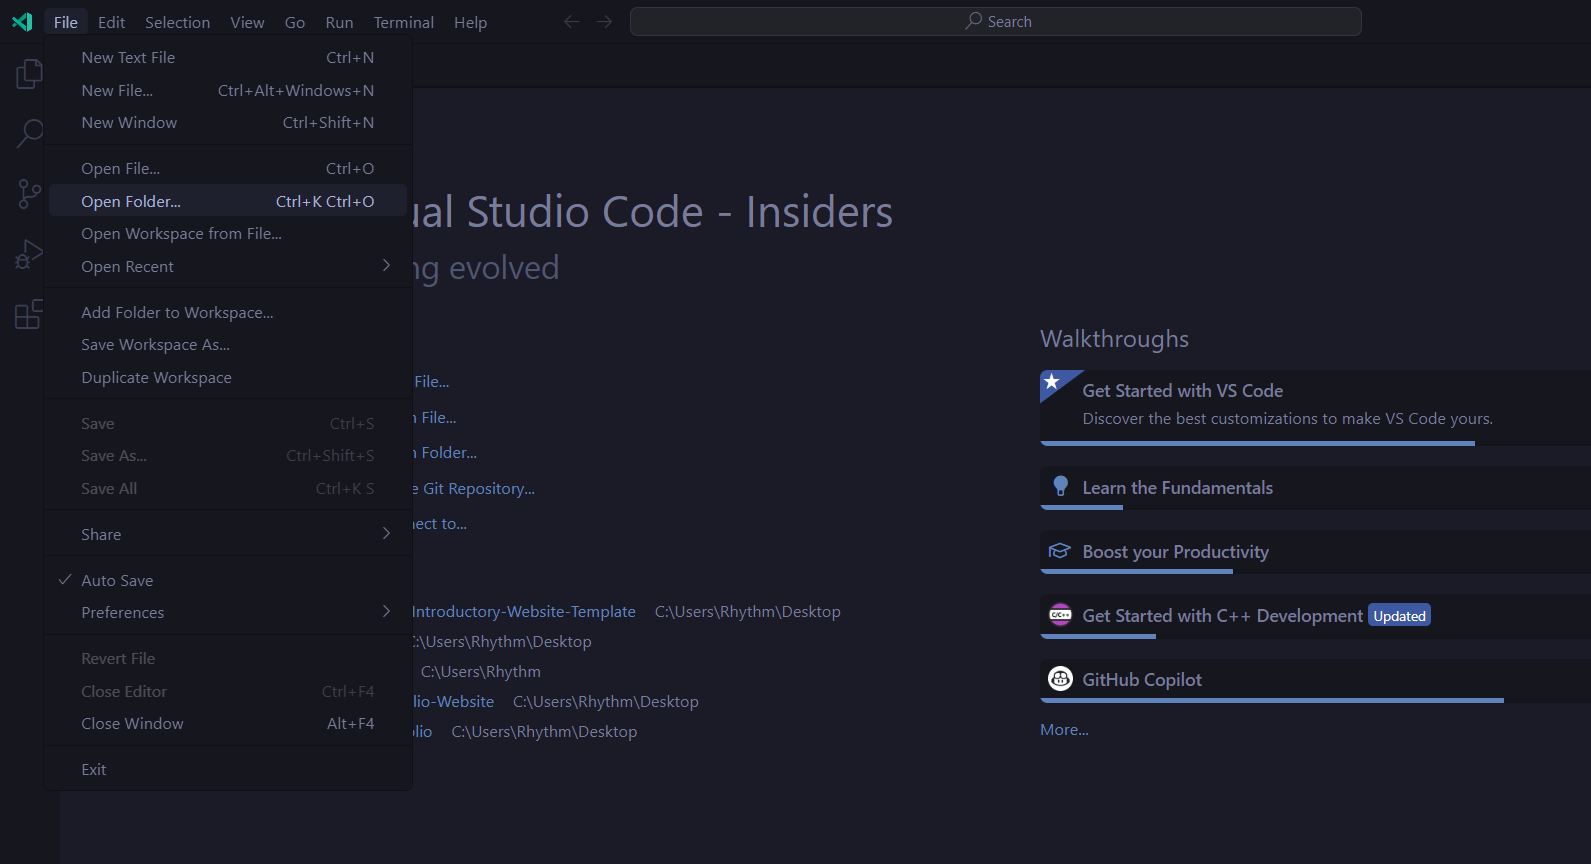 File Edit Selection View Go Run Terminal Help Search
New Text File Ctrl+N
New File... Ctrl+Alt+Windows+N
New Window Ctrl+Shift+N
Open File... Ctrl+O
Open Folder... Ctrl+K Ctrl+O
Open Workspace from File...
Open Recent
Add Folder to Workspace...
Save Workspace As...
Duplicate Workspace
Save Ctrl+S
Save As... Ctrl+Shift+S
Save All Ctrl+K S
Share
Auto Save
Preferences
Revert File
Close Editor Ctrl+F4
Close Window Alt+F4
Exit
ual Studio Code - Insiders
ng evolved
File...
n File...
n Folder...
e Git Repository...
nect to...
Introductory-Website-Template C:\Users\Rhythm\Desktop
C:\Users\Rhythm\Desktop
C:\Users\Rhythm
lio-Website C:\Users\Rhythm\Desktop
olio C:\Users\Rhythm\Desktop
Walkthroughs
Get Started with VS Code
Discover the best customizations to make VS Code yours.
Learn the Fundamentals
Boost your Productivity
C/C++
Get Started with C++ Development Updated
GitHub Copilot
More...